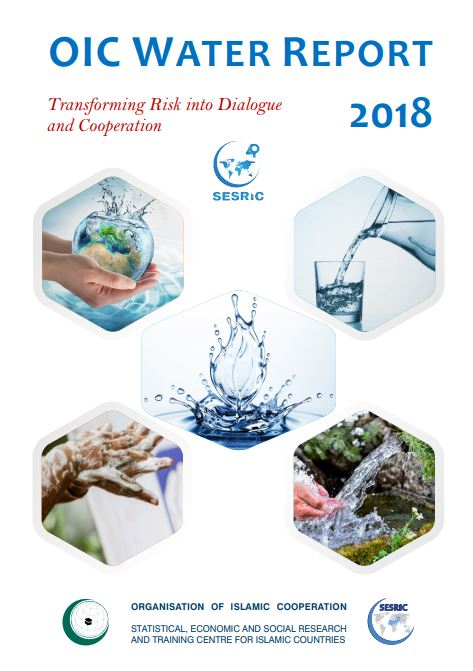 OIC WATER REPORT
Transforming Risk into Dialogue
and Cooperation
2018
SESRIC
ORGANISATION OF ISLAMIC COOPERATION
STATISTICAL, ECONOMIC AND SOCIAL RESEARCH
AND TRAINING CENTRE FOR ISLAMIC COUNTRIES
SESRIC